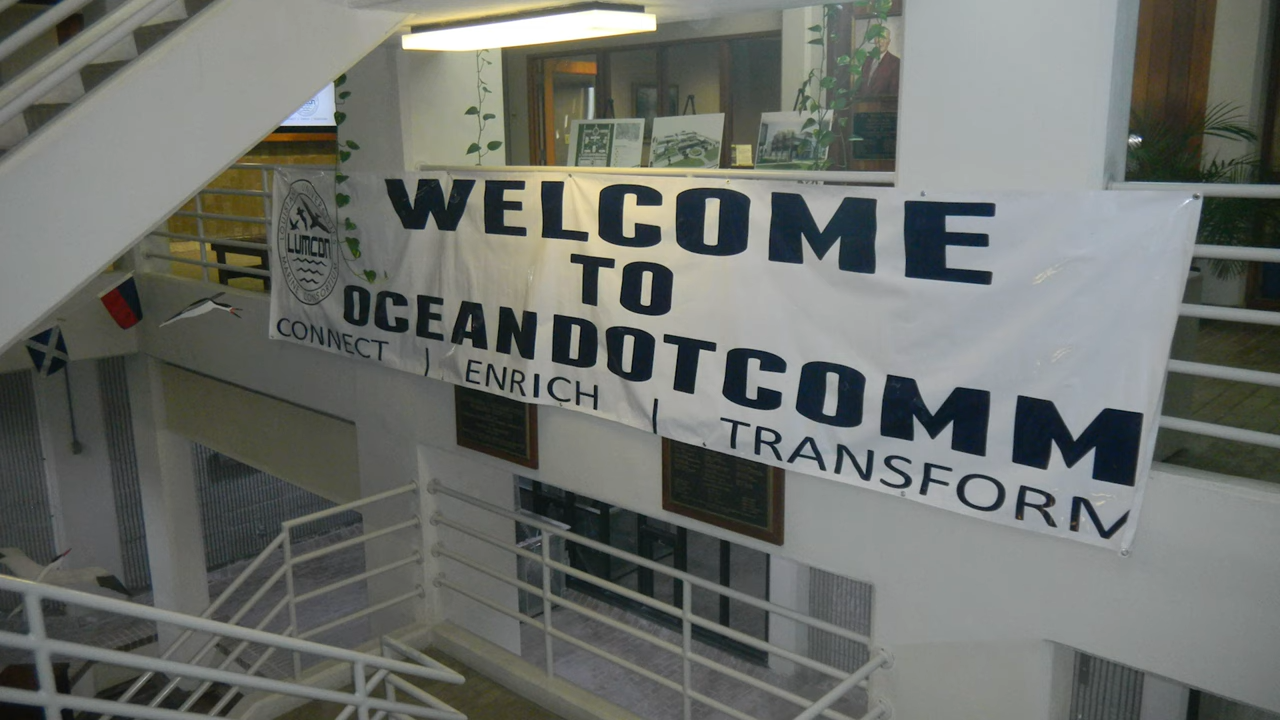 WELCOME
TO
OCEANDOTCOMM
CONNECT | ENRICH | TRANSFORM
LUMCON